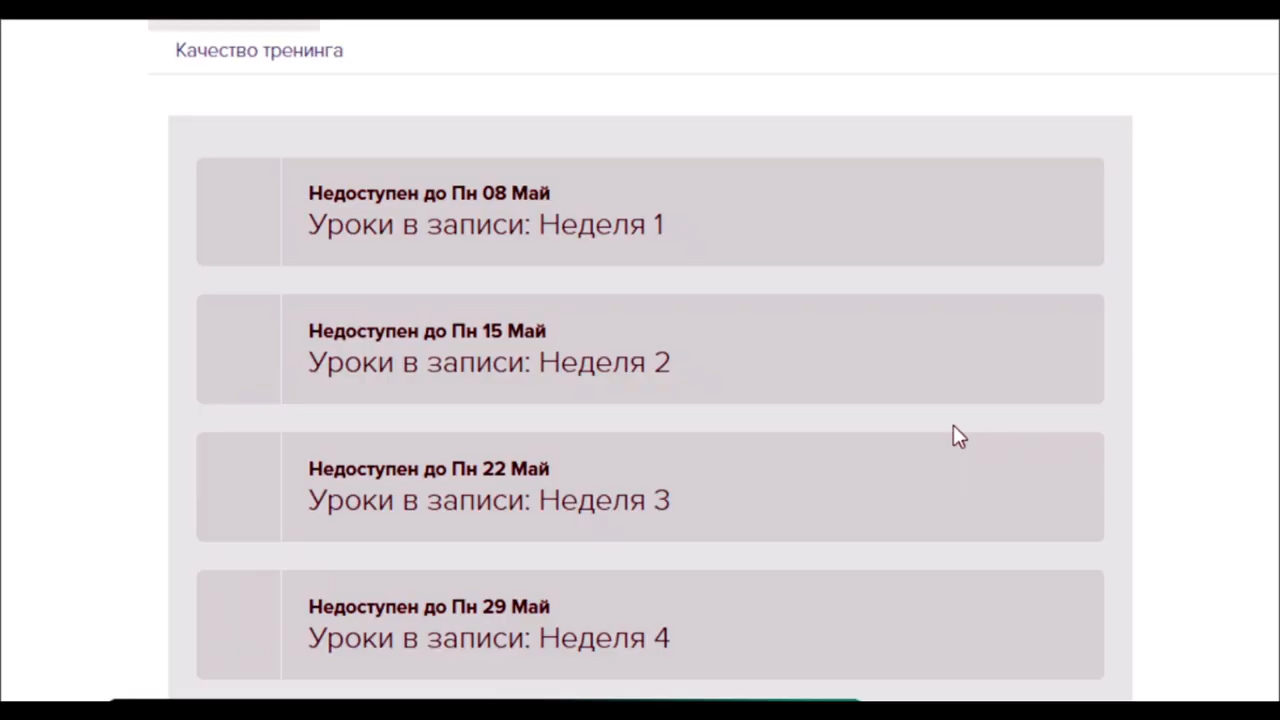 Качество тренинга
Недоступен до Пн 08 Май
Уроки в записи: Неделя 1
Недоступен до Пн 15 Май
Уроки в записи: Неделя 2
Недоступен до Пн 22 Май
Уроки в записи: Неделя 3
Недоступен до Пн 29 Май
Уроки в записи: Неделя 4